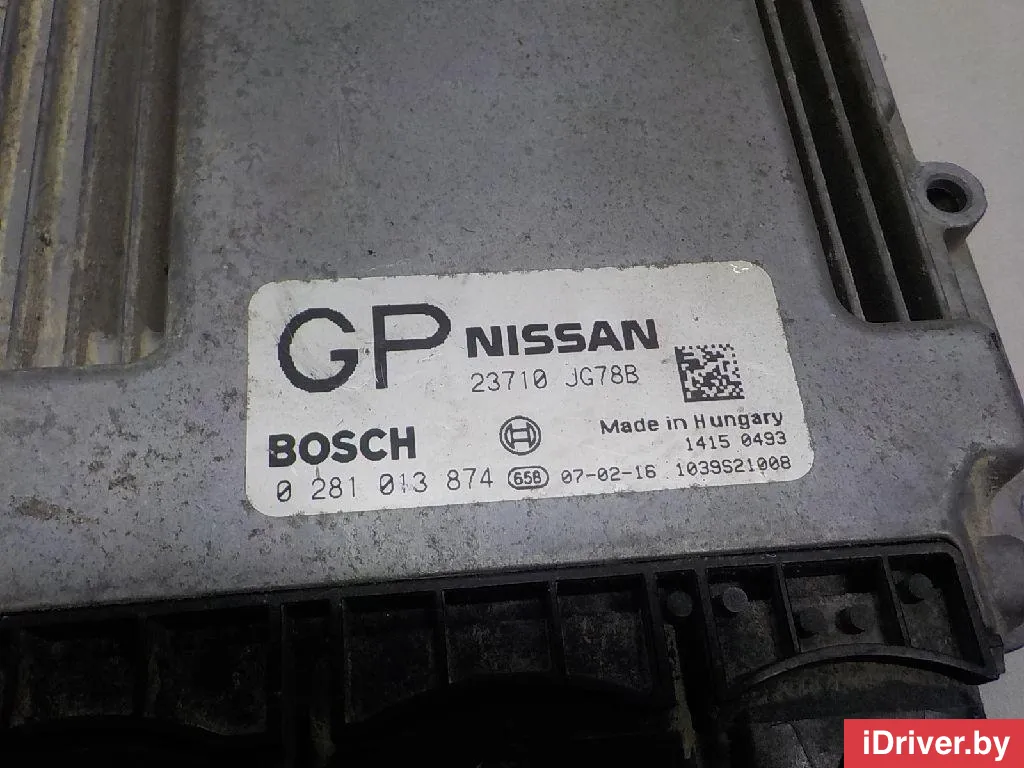 GP NISSAN
23710 JG78B
BOSCH
Made in Hungary
1415 0493
0 281 013 874 658 07-02-16 1039S21008
iDriver.by